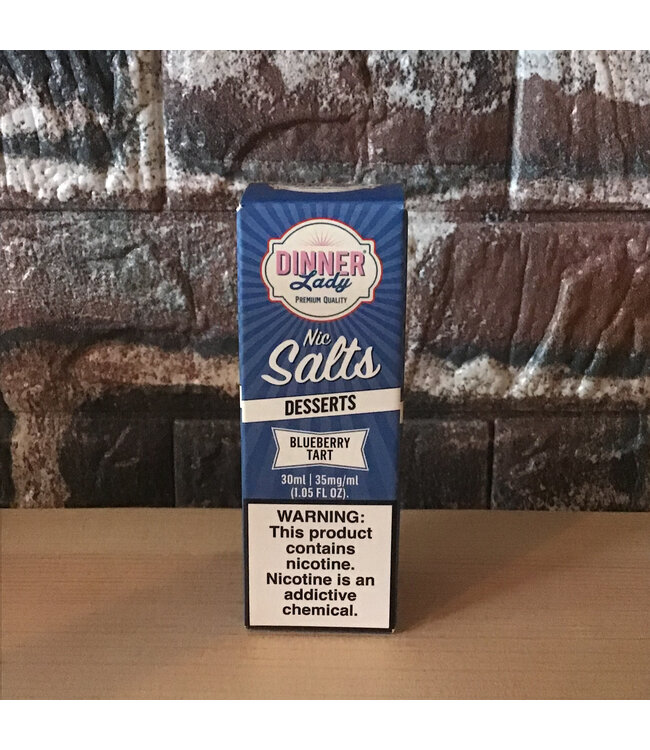 DINNER
Lady
PREMIUM QUALITY
Nic
Salts
DESSERTS
BLUEBERRY
TART
30ml | 35mg/ml
(1.05 FL OZ).
WARNING:
This product
contains
nicotine.
Nicotine is an
addictive
chemical.